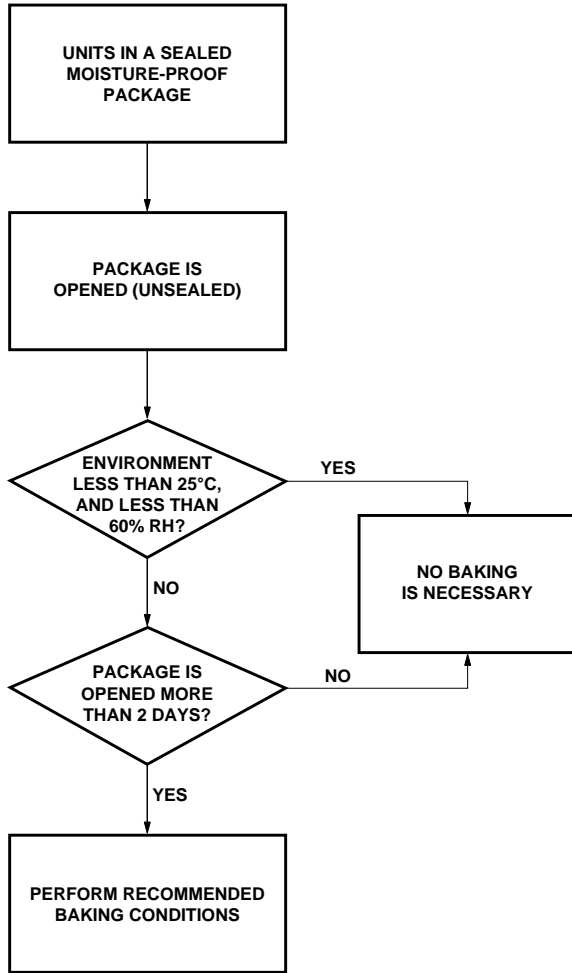 UNITS IN A SEALED
MOISTURE-PROOF
PACKAGE
PACKAGE IS
OPENED (UNSEALED)
ENVIRONMENT
LESS THAN 25°C,
AND LESS THAN
60% RH?
YES
NO BAKING
IS NECESSARY
NO
PACKAGE IS
OPENED MORE
THAN 2 DAYS?
NO
YES
PERFORM RECOMMENDED
BAKING CONDITIONS